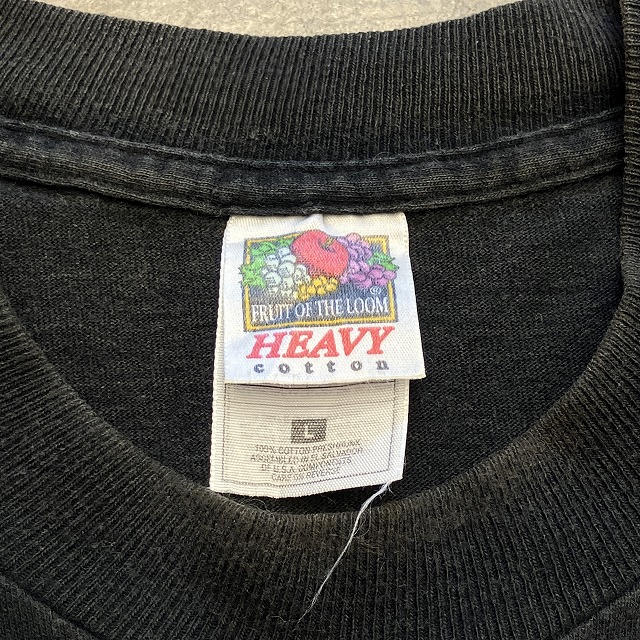 FRUIT OF THE LOOM
®
HEAVY
cotton
L
100% COTTON PRESHRUNK
ASSEMBLED IN EL SALVADOR
OF U.S.A. COMPONENTS
CARE ON REVERSE